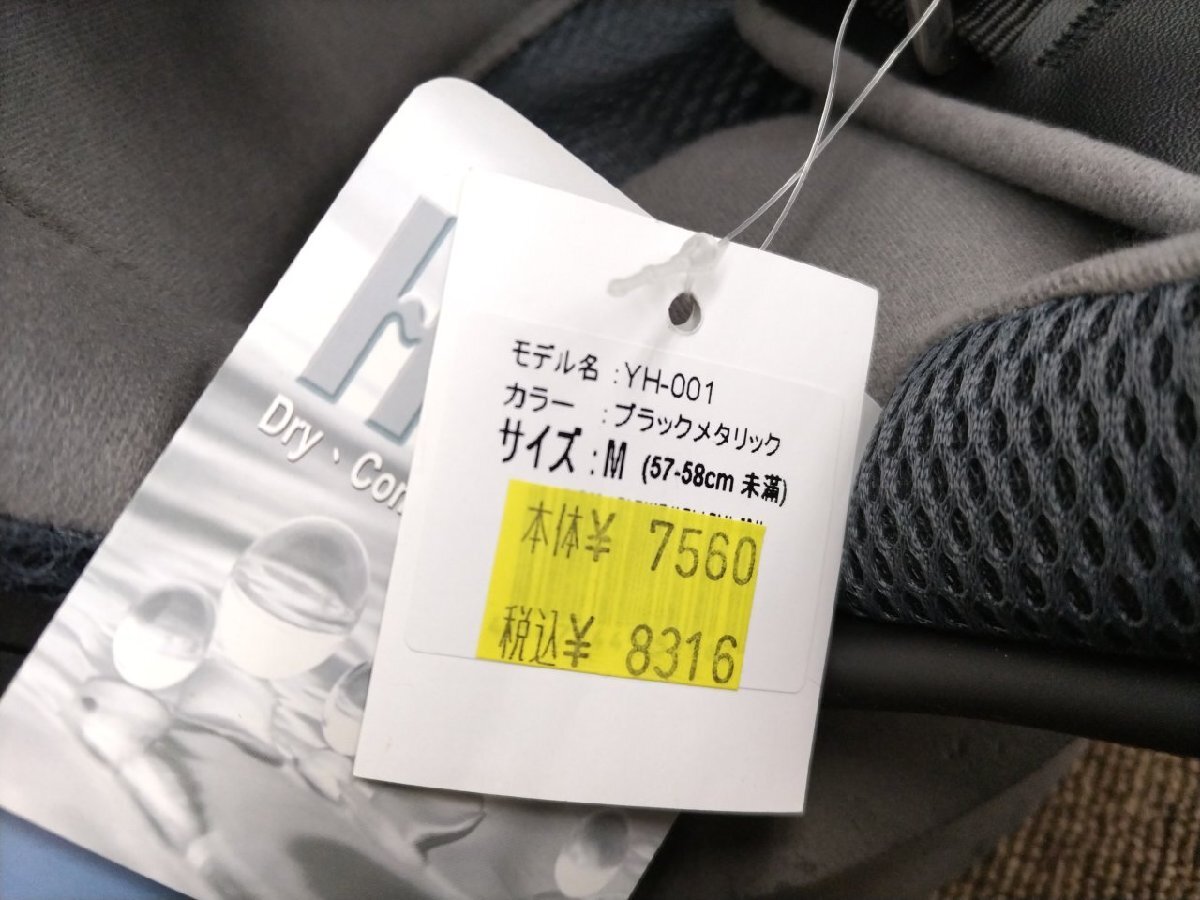 Dry、Com
モデル名 :YH-001
カラー :ブラックメタリック
サイズ :M (57-58cm 未満)
本体¥ 7560
税込¥ 8316